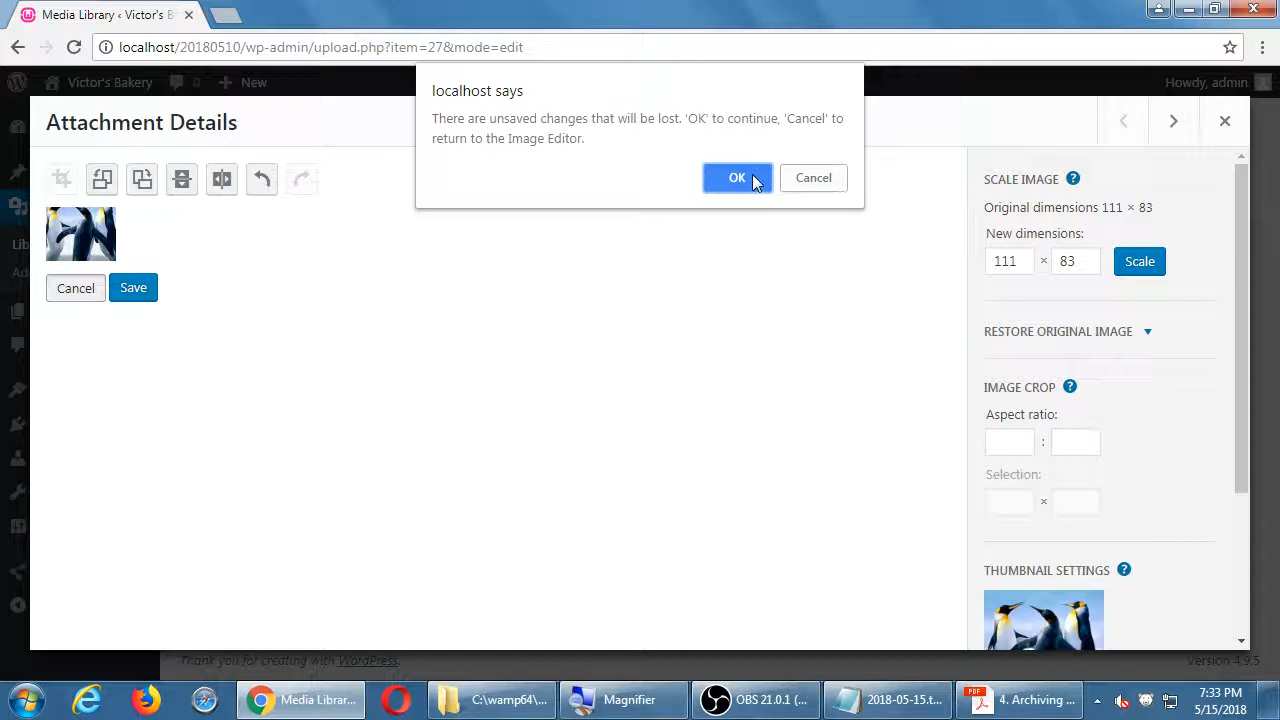 Media Library ‹ Victor's B
localhost/20180510/wp-admin/upload.php?item=27&mode=edit
Victor's Bakery
0
New
Howdy, admin
localhost says
There are unsaved changes that will be lost. 'OK' to continue, 'Cancel' to
return to the Image Editor.
OK
Cancel
Attachment Details
Cancel
Save
SCALE IMAGE
Original dimensions 111 × 83
New dimensions:
111 × 83
Scale
RESTORE ORIGINAL IMAGE
IMAGE CROP
Aspect ratio:
:
Selection:
×
THUMBNAIL SETTINGS
Lib
Ad
Thank you for creating with WordPress.
Version 4.9.5
Media Librar...
C:\wamp64\...
Magnifier
OBS 21.0.1 (...
2018-05-15.t...
PDF
4. Archiving ...
7:33 PM
5/15/2018